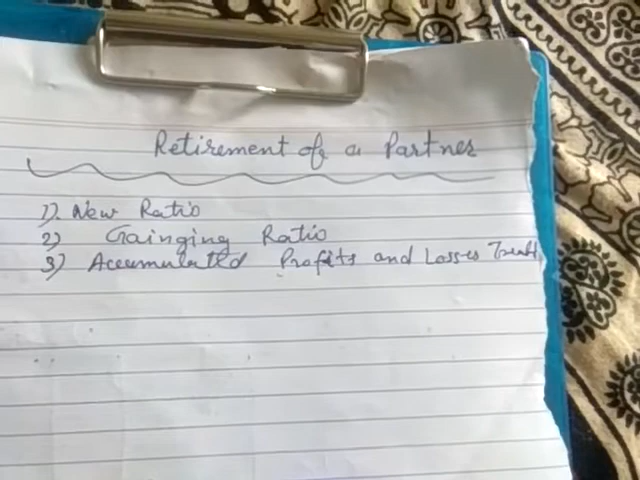 Retirement of a Partner
1). New Ratio
2) Gainging Ratio
3) Accumulated Profits and Losses